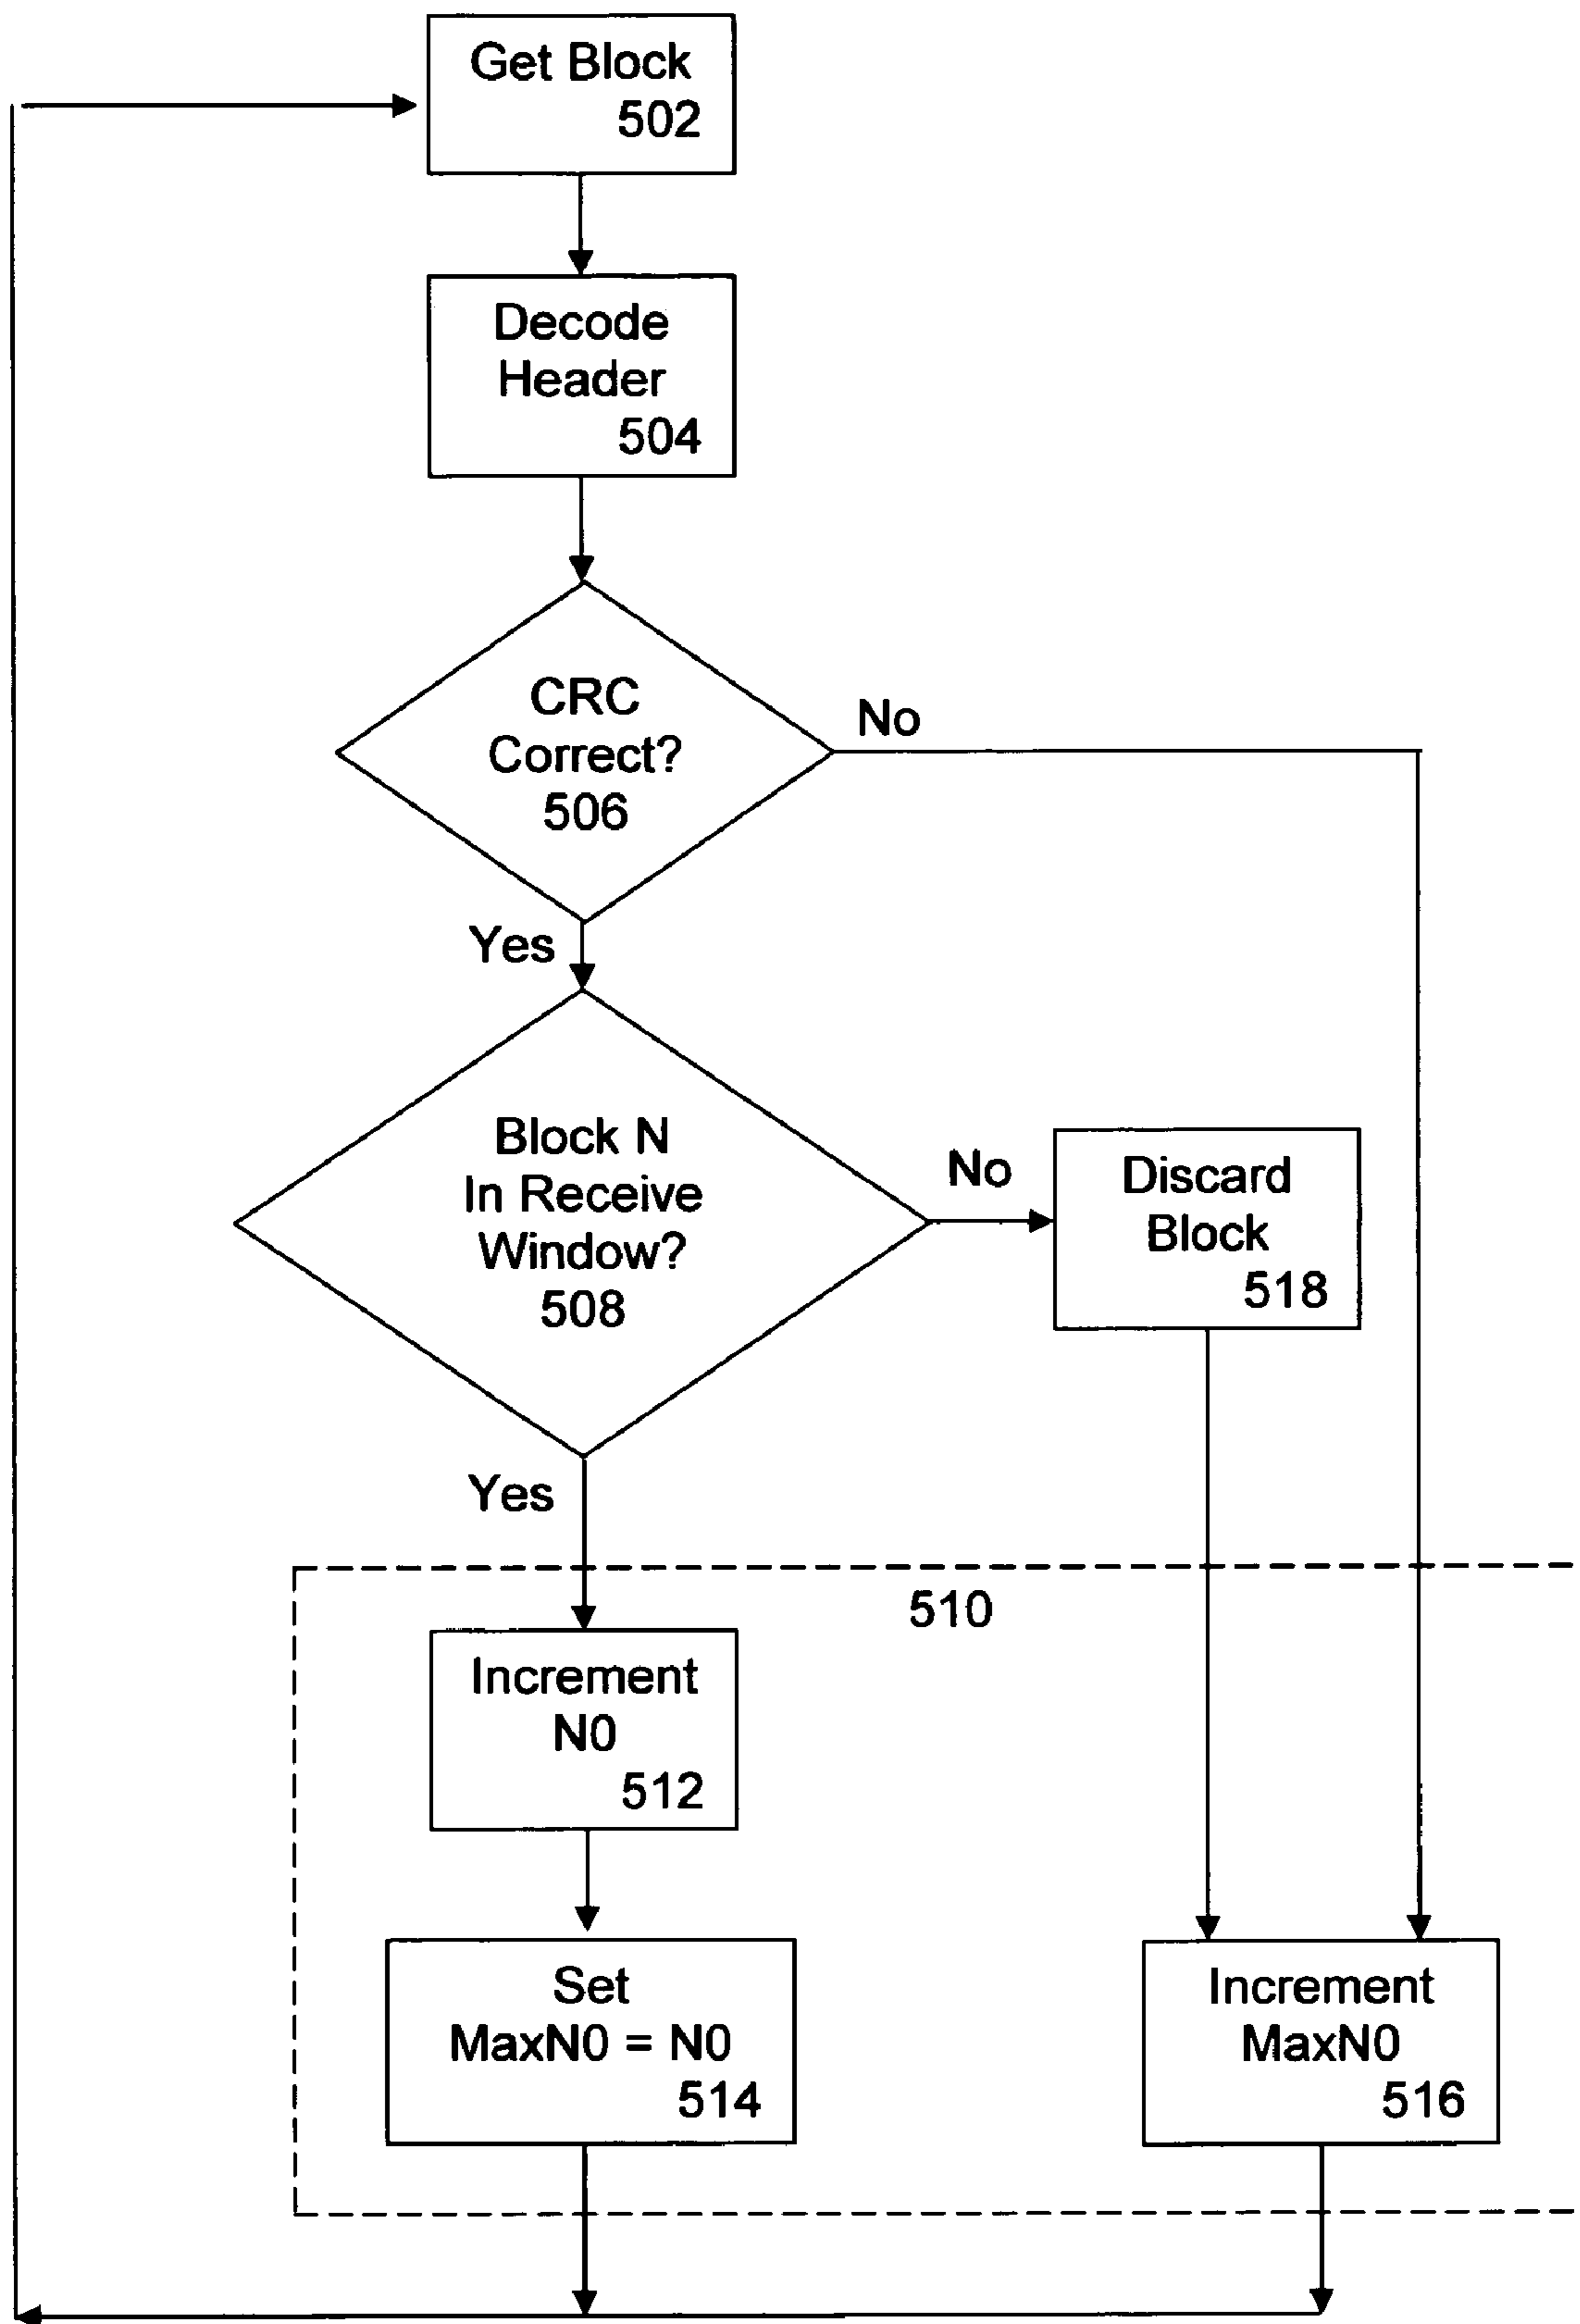 Get Block
502
Decode
Header
504
CRC
Correct?
506
No
Yes
Block N
In Receive
Window?
508
No
Discard
Block
518
Yes
510
Increment
N0
512
Set
MaxN0 = N0
514
Increment
MaxN0
516